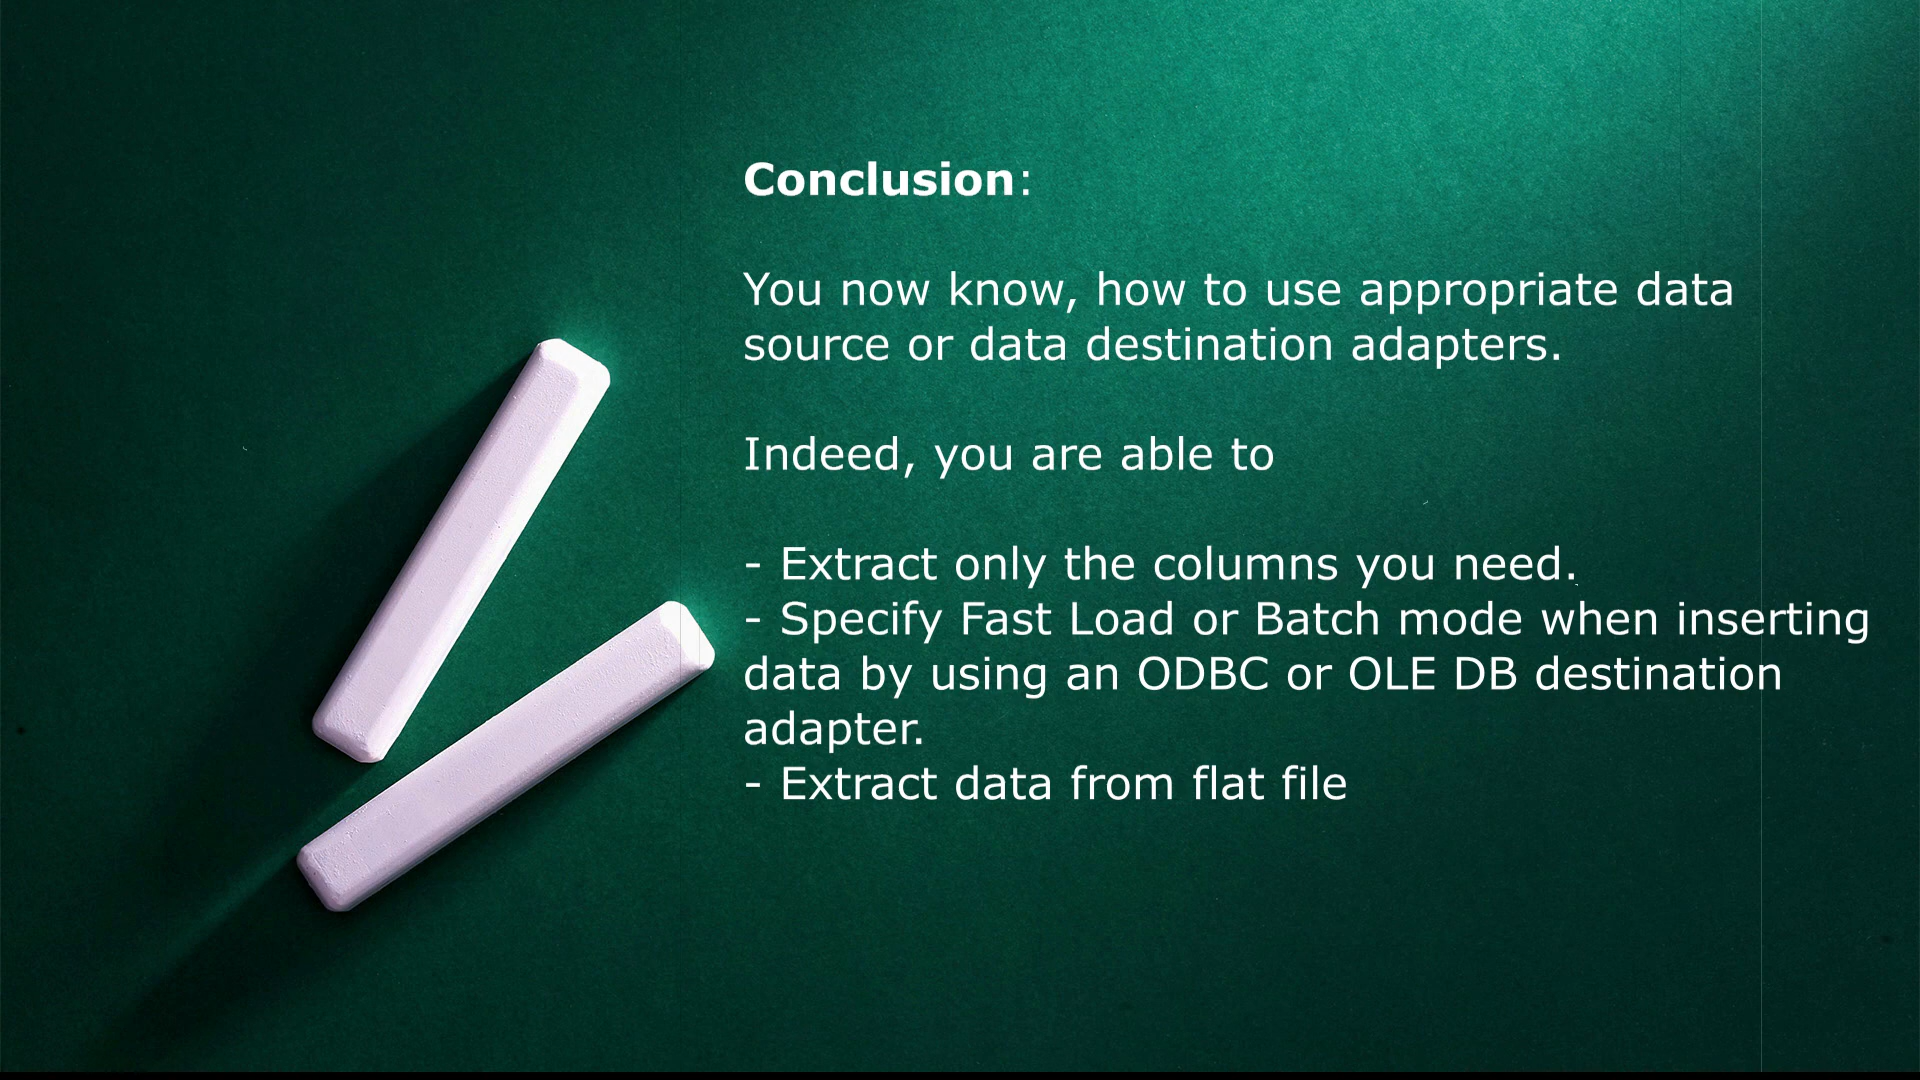 Conclusion:
You now know, how to use appropriate data
source or data destination adapters.
Indeed, you are able to
- Extract only the columns you need.
- Specify Fast Load or Batch mode when inserting
data by using an ODBC or OLE DB destination
adapter.
- Extract data from flat file